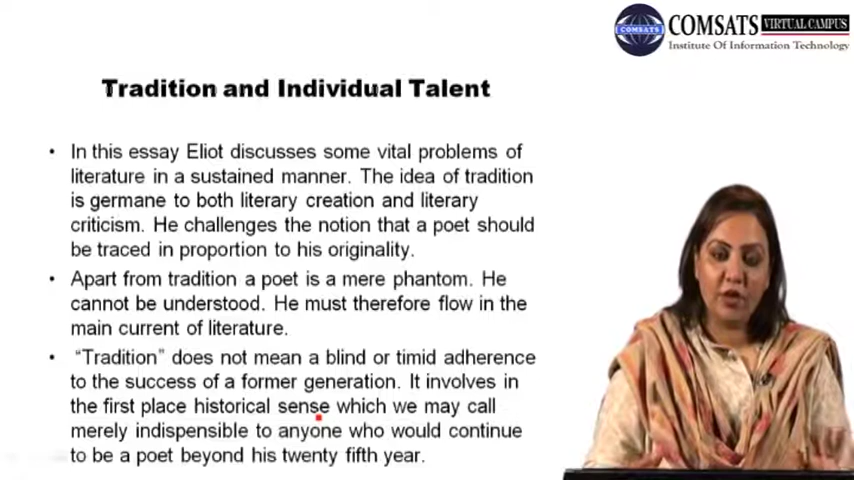 COMSATS VIRTUAL CAMPUS
COMSATS
Institute Of Information Technology
Tradition and Individual Talent
• In this essay Eliot discusses some vital problems of
literature in a sustained manner. The idea of tradition
is germane to both literary creation and literary
criticism. He challenges the notion that a poet should
be traced in proportion to his originality.
• Apart from tradition a poet is a mere phantom. He
cannot be understood. He must therefore flow in the
main current of literature.
• “Tradition” does not mean a blind or timid adherence
to the success of a former generation. It involves in
the first place historical sense which we may call
merely indispensible to anyone who would continue
to be a poet beyond his twenty fifth year.